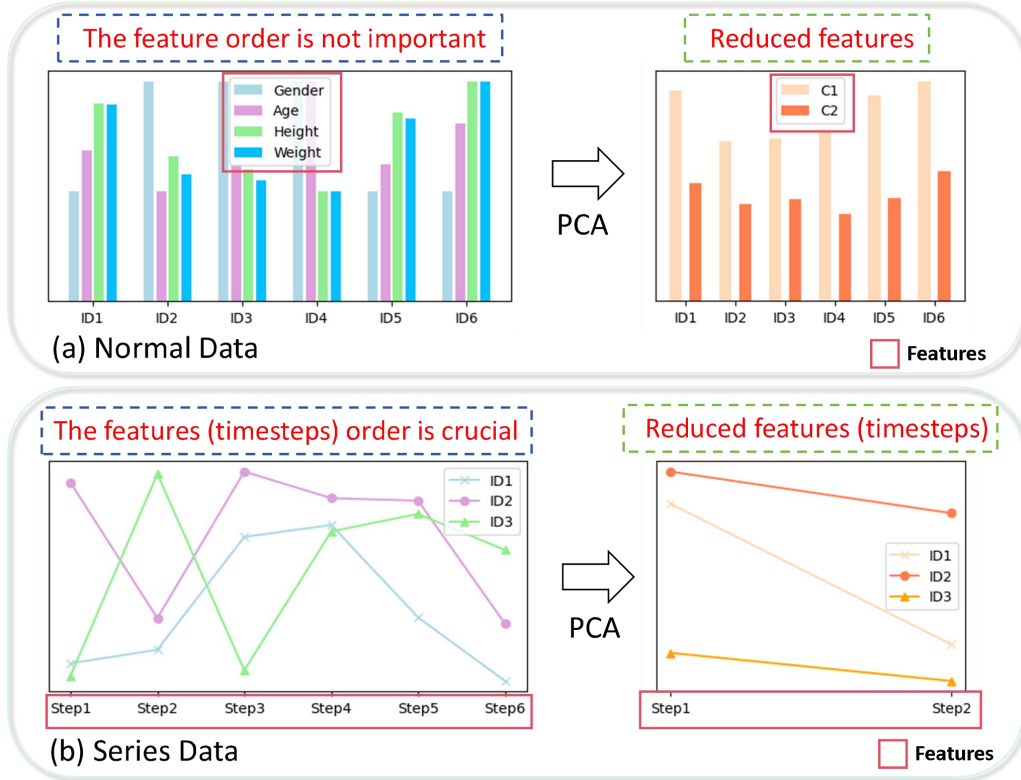 The feature order is not important
Reduced features
Gender
Age
Height
Weight
C1
C2
PCA
ID1 ID2 ID3 ID4 ID5 ID6
ID1 ID2 ID3 ID4 ID5 ID6
(a) Normal Data
Features
The features (timesteps) order is crucial
Reduced features (timesteps)
ID1
ID2
ID3
ID1
ID2
ID3
PCA
Step1 Step2 Step3 Step4 Step5 Step6
Step1 Step2
(b) Series Data
Features